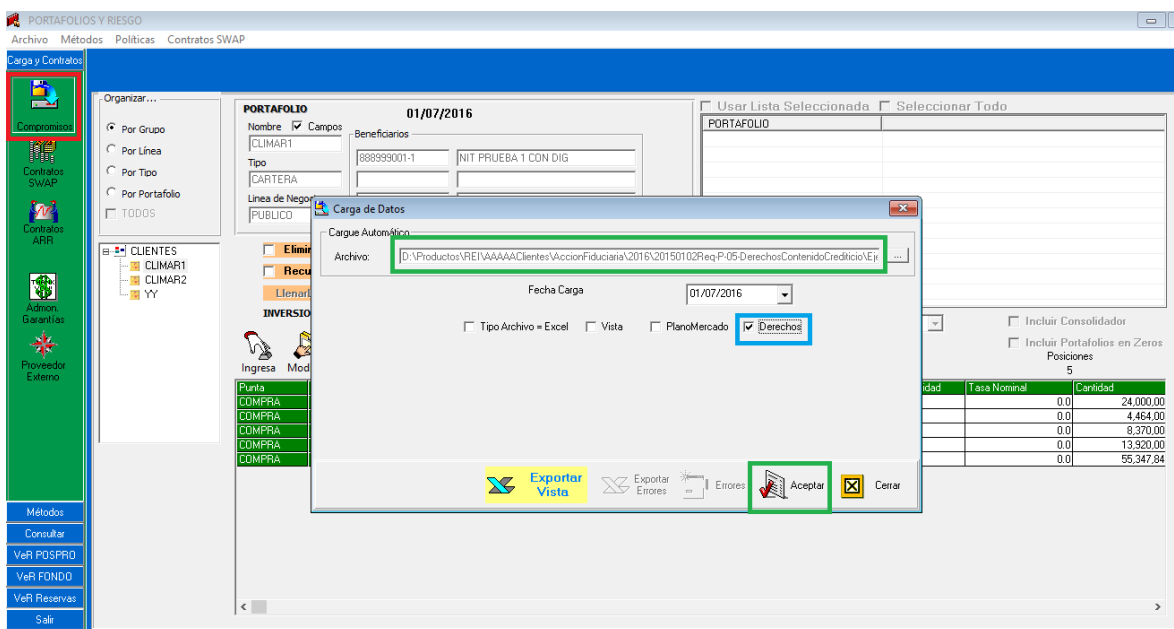 PORTAFOLIOS Y RIESGO
Archivo Métodos Políticas Contratos SWAP
Carga y Contratos
Compromisos
Contratos
SWAP
Contratos
ARR
Admon.
Garantías
Proveedor
Externo
Métodos
Consultar
VeR POSPRO
VeR FONDO
VeR Reservas
Salir
Organizar...
Por Grupo
Por Línea
Por Tipo
Por Portafolio
TODOS
CLIENTES
CLIMAR1
CLIMAR2
YY
PORTAFOLIO 01/07/2016
Nombre Campos
CLIMAR1
Tipo
CARTERA
Linea de
PUBLICO
Beneficiarios
888999001-1 NIT PRUEBA 1 CON DIG
Usar Lista Seleccionada Seleccionar Todo
PORTAFOLIO
Carga de Datos
Cargue Automático
Archivo: D:\Productos\REI\AAAAAClientes\AccionFiduciaria\2016\20150102Req-P-05-DerechosContenidoCrediticio\Eje ...
Fecha Carga 01/07/2016
Tipo Archivo = Excel Vista PlanoMercado Derechos
Exportar
Vista
Exportar
Errores
Errores
Aceptar
Cerrar
Incluir Consolidador
Incluir Portafolios en Zeros
Posiciones
5
Ingresa
Punta Tasa Nominal Cantidad
COMPRA 0.0 24,000,00
COMPRA 0.0 4,464,00
COMPRA 0.0 8,370,00
COMPRA 0.0 13,920,00
COMPRA 0.0 55,347,84